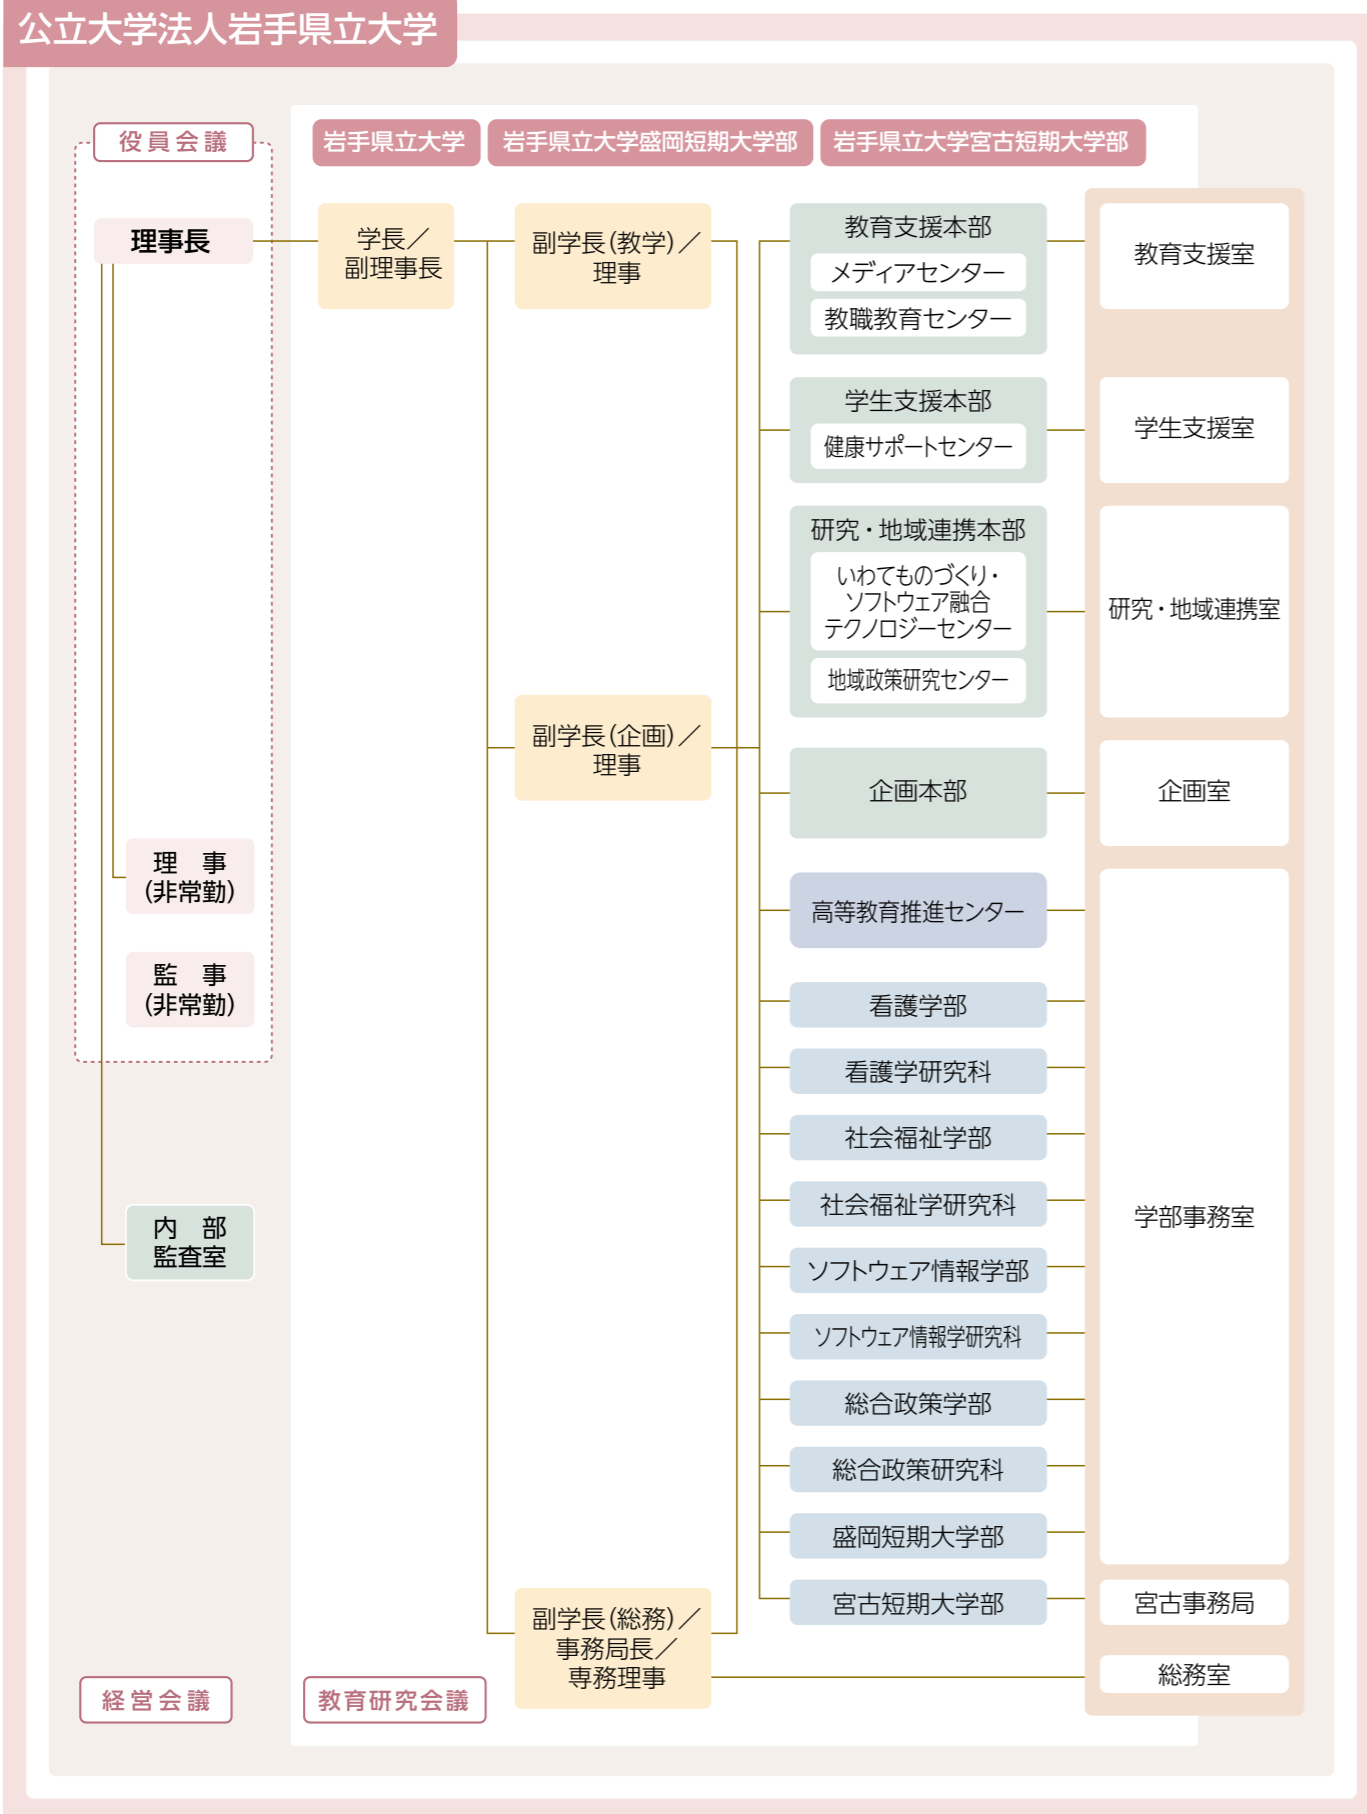 公立大学法人岩手県立大学
役員会議
岩手県立大学
岩手県立大学盛岡短期大学部
岩手県立大学宮古短期大学部
理事長
学長／
副理事長
副学長(教学)／
理事
教育支援本部
メディアセンター
教職教育センター
教育支援室
学生支援本部
健康サポートセンター
学生支援室
研究・地域連携本部
いわてものづくり・
ソフトウェア融合
テクノロジーセンター
地域政策研究センター
研究・地域連携室
副学長(企画)／
理事
企画本部
企画室
理　事
(非常勤)
監　事
(非常勤)
高等教育推進センター
看護学部
看護学研究科
社会福祉学部
社会福祉学研究科
ソフトウェア情報学部
ソフトウェア情報学研究科
総合政策学部
総合政策研究科
盛岡短期大学部
学部事務室
内　部
監査室
宮古短期大学部
宮古事務局
副学長(総務)／
事務局長／
専務理事
総務室
経営会議
教育研究会議